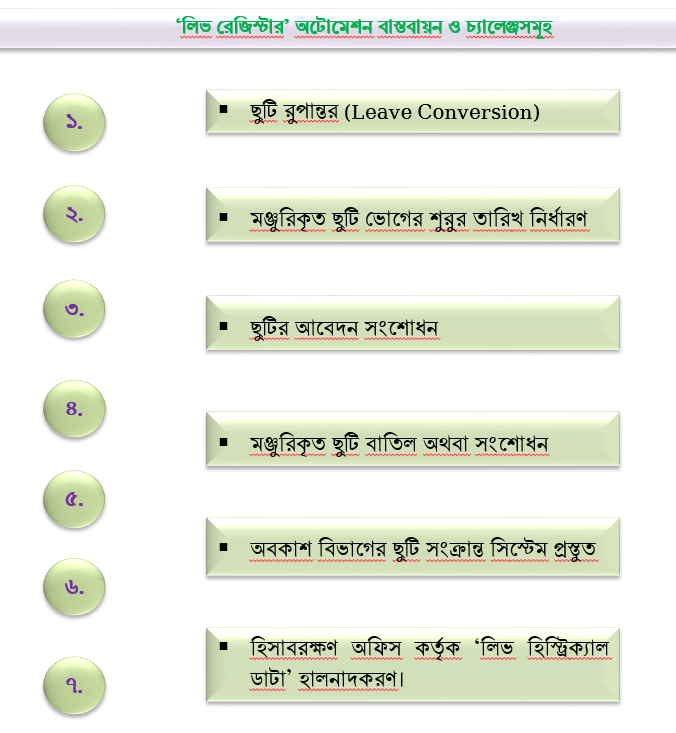 ‘লিভ রেজিস্টার’ অটোমেশন বাস্তবায়ন ও চ্যালেঞ্জসমূহ
১.
▪ ছুটি রুপান্তর (Leave Conversion)
২.
▪ মঞ্জুরিকৃত ছুটি ভোগের শুরুর তারিখ নির্ধারণ
৩.
▪ ছুটির আবেদন সংশোধন
৪.
▪ মঞ্জুরিকৃত ছুটি বাতিল অথবা সংশোধন
৫.
▪ অবকাশ বিভাগের ছুটি সংক্রান্ত সিস্টেম প্রস্তুত
৬.
▪ হিসাবরক্ষণ অফিস কর্তৃক ‘লিভ হিস্ট্রিক্যাল
ডাটা’ হালনাদকরণ।
৭.